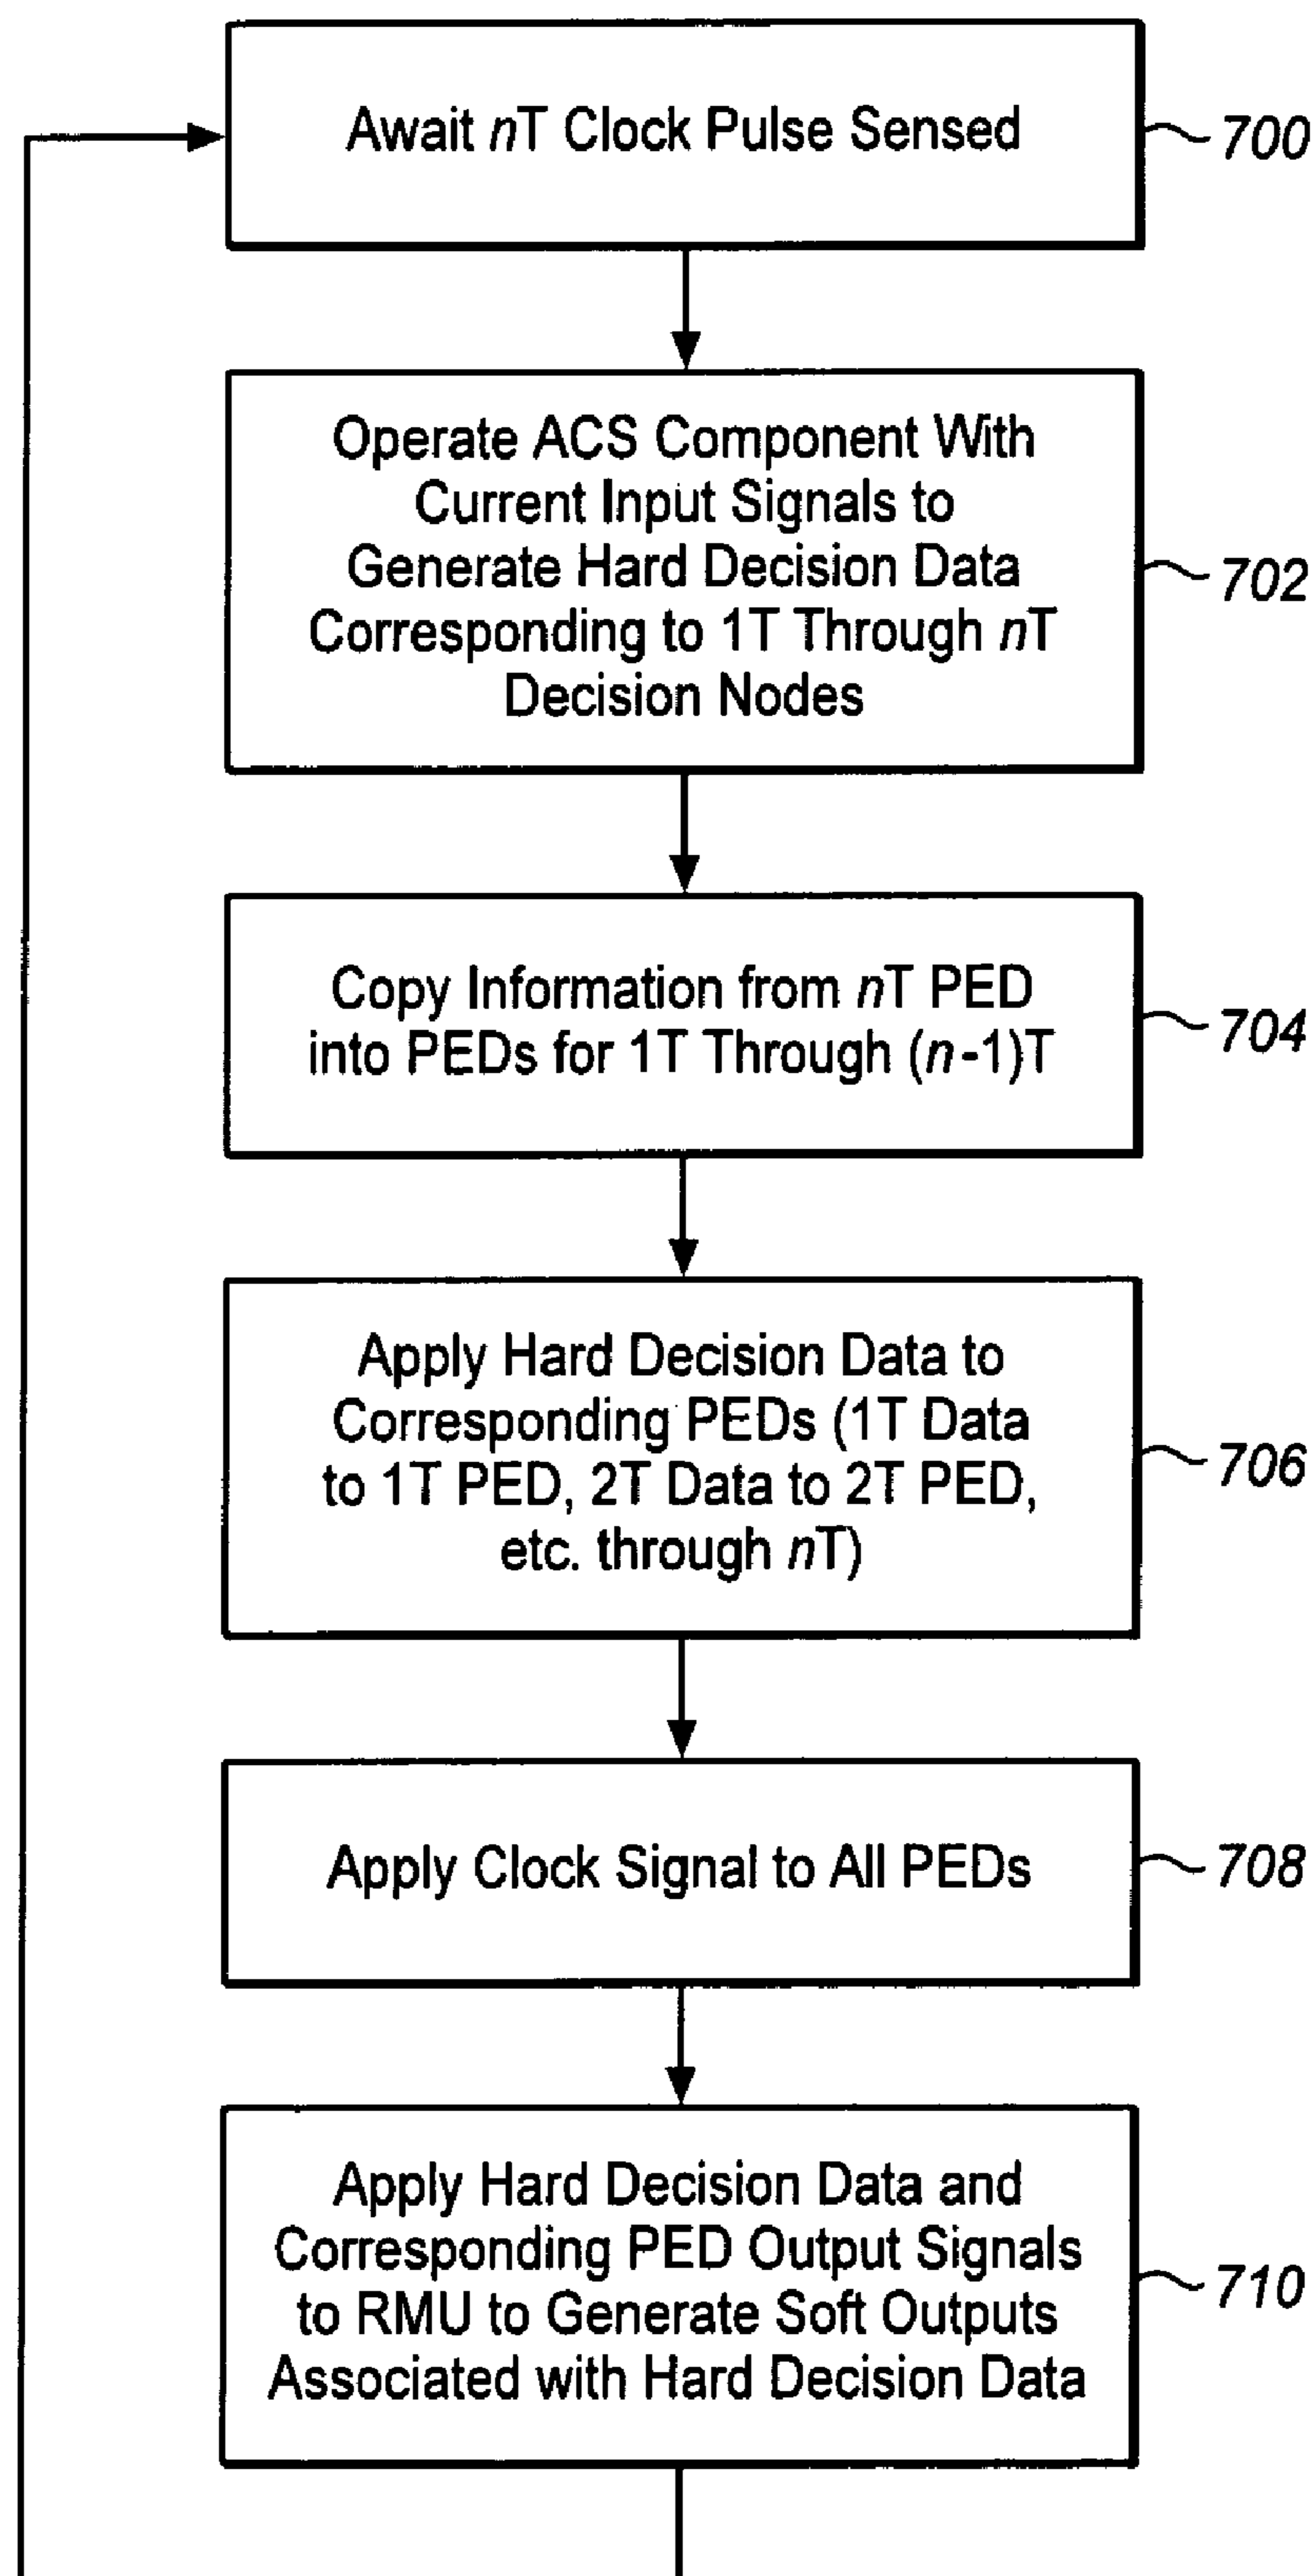 Await nT Clock Pulse Sensed
700
Operate ACS Component With
Current Input Signals to
Generate Hard Decision Data
Corresponding to 1T Through nT
Decision Nodes
702
Copy Information from nT PED
into PEDs for 1T Through (n-1)T
704
Apply Hard Decision Data to
Corresponding PEDs (1T Data
to 1T PED, 2T Data to 2T PED,
etc. through nT)
706
Apply Clock Signal to All PEDs
708
Apply Hard Decision Data and
Corresponding PED Output Signals
to RMU to Generate Soft Outputs
Associated with Hard Decision Data
710